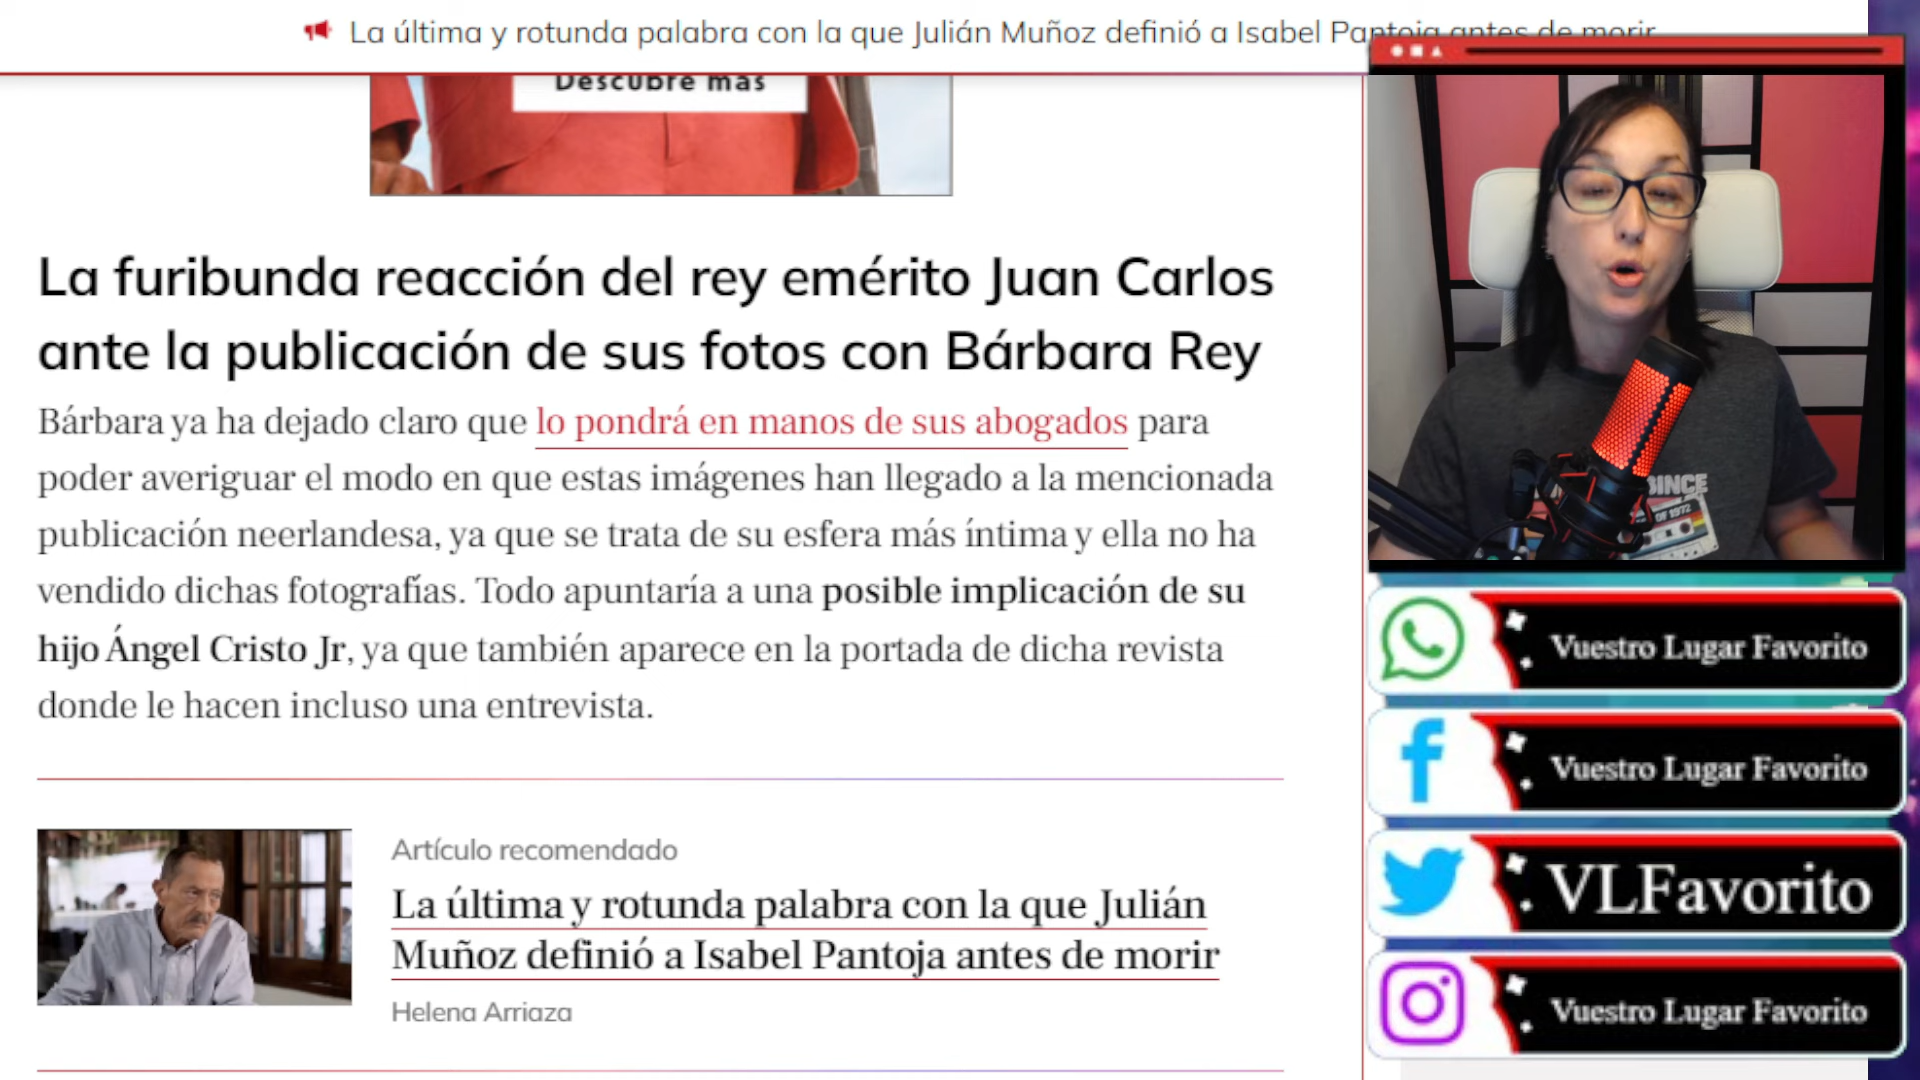 La última y rotunda palabra con la que Julián Muñoz definió a Isabel Pantoja antes de morir
Descubre más
La furibunda reacción del rey emérito Juan Carlos
ante la publicación de sus fotos con Bárbara Rey
Bárbara ya ha dejado claro que lo pondrá en manos de sus abogados para
poder averiguar el modo en que estas imágenes han llegado a la mencionada
publicación neerlandesa, ya que se trata de su esfera más íntima y ella no ha
vendido dichas fotografías. Todo apuntaría a una posible implicación de su
hijo Ángel Cristo Jr, ya que también aparece en la portada de dicha revista
donde le hacen incluso una entrevista.
Artículo recomendado
La última y rotunda palabra con la que Julián
Muñoz definió a Isabel Pantoja antes de morir
Helena Arriaza
SINCE
OF 1972
Vuestro Lugar Favorito
Vuestro Lugar Favorito
VLFavorito
Vuestro Lugar Favorito